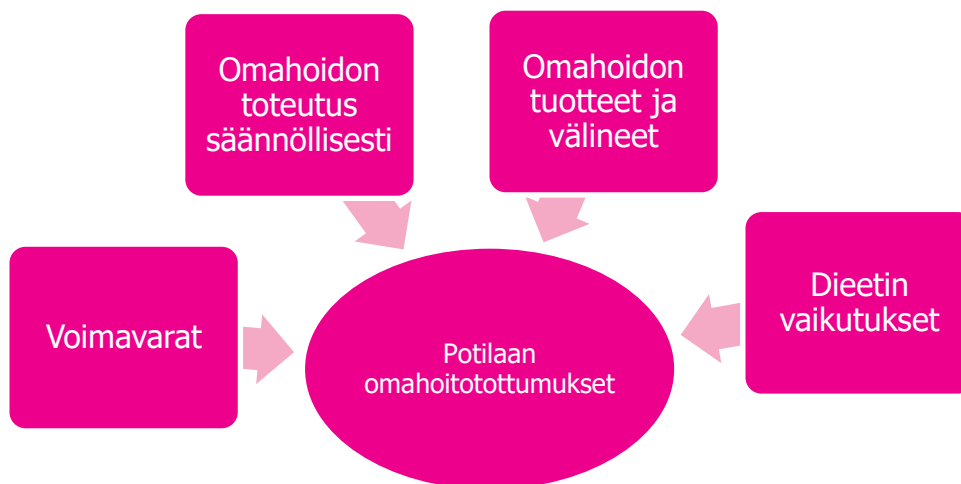 Omahoidon
toteutus
säännöllisesti
Omahoidon
tuotteet ja
välineet
Voimavarat
Dieetin
vaikutukset
Potilaan
omahoitotottumukset